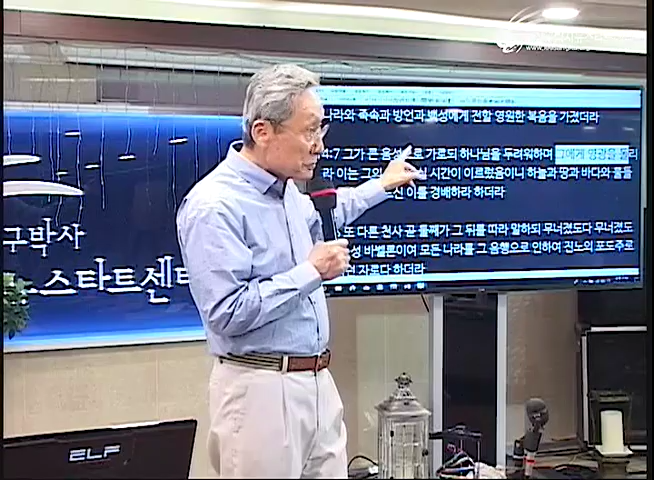 나라와 족속과 방언과 백성에게 전할 영원한 복음을 가졌더라
4:7 그가 큰 음성으로 가로되 하나님을 두려워하며 그에게 영광을 돌리
라 이는 그의 시간이 이르렀음이니 하늘과 땅과 바다와 물들
이를 경배하라 하더라
또 다른 천사 곧 둘째가 그 뒤를 따라 말하되 무너졌도다 무너졌도
성 바벨론이여 모든 나라를 그 음행으로 인하여 진노의 포도주로
던 자로다 하더라
구박사
스타트센터
ELF